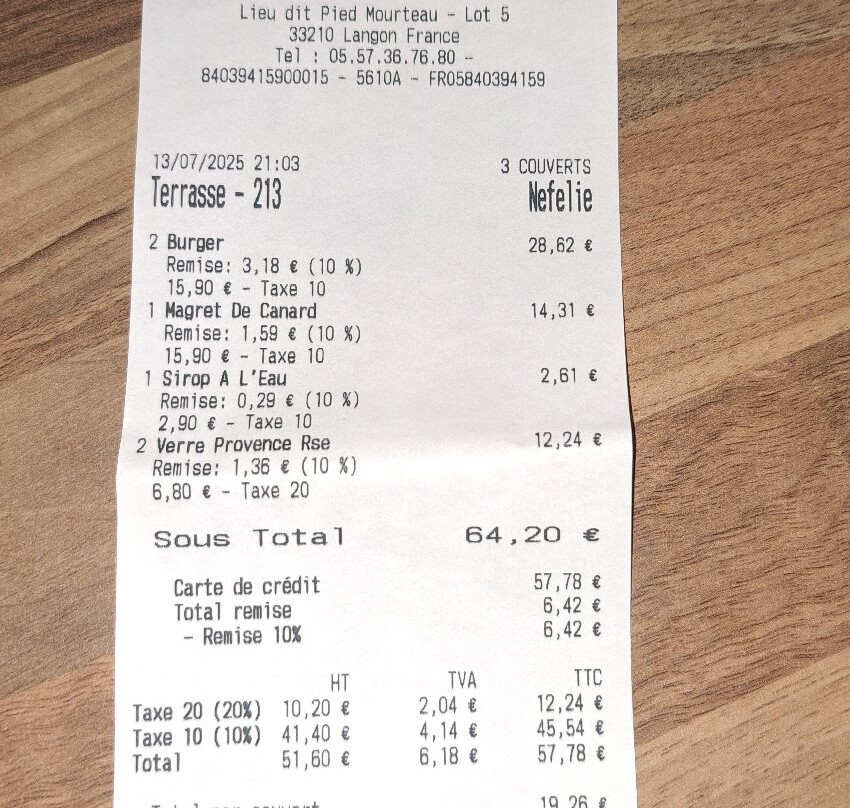 Lieu dit Pied Mourteau - Lot 5
33210 Langon France
Tel : 05.57.36.76.80 -
84039415900015 - 5610A - FR05840394159
13/07/2025 21:03 3 COUVERTS
Terrasse - 213 Nefelie
2 Burger 28,62 €
Remise: 3,18 € (10 %)
15,90 € - Taxe 10
1 Magret De Canard 14,31 €
Remise: 1,59 € (10 %)
15,90 € - Taxe 10
1 Sirop A L'Eau 2,61 €
Remise: 0,29 € (10 %)
2,90 € - Taxe 10
2 Verre Provence Rse 12,24 €
Remise: 1,36 € (10 %)
6,80 € - Taxe 20
Sous Total 64,20 €
Carte de crédit 57,78 €
Total remise 6,42 €
- Remise 10% 6,42 €
HT TVA TTC
Taxe 20 (20%) 10,20 € 2,04 € 12,24 €
Taxe 10 (10%) 41,40 € 4,14 € 45,54 €
Total 51,60 € 6,18 € 57,78 €
19,26 €